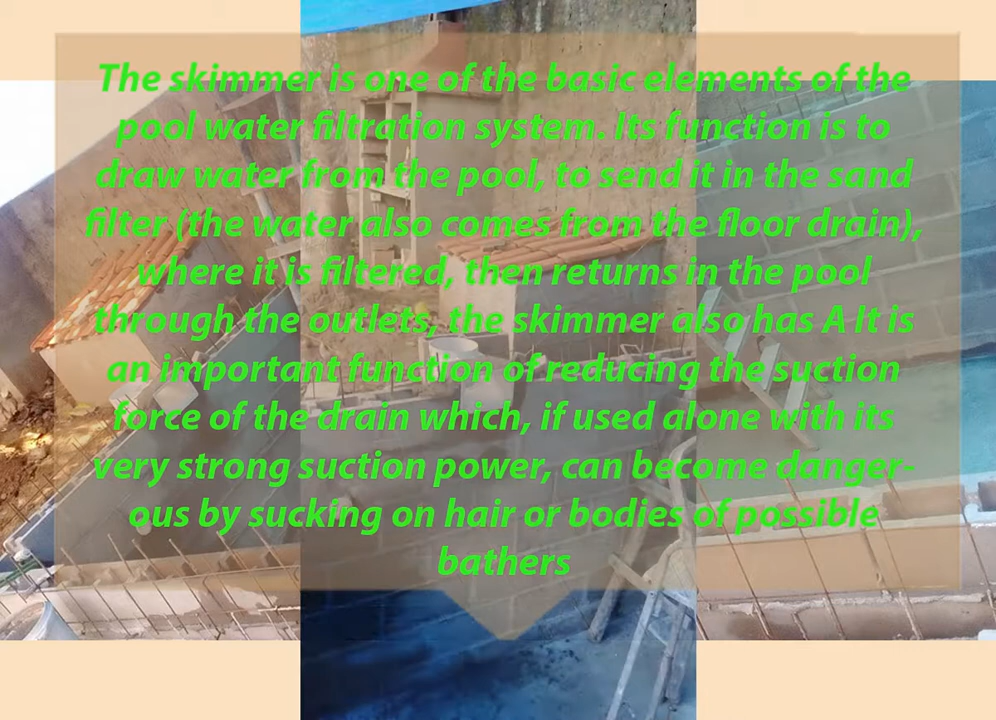 The skimmer is one of the basic elements of the
pool water filtration system. Its function is to
draw water from the pool, to send it in the sand
filter (the water also comes from the floor drain),
where it is filtered, then returns in the pool
through the outlets, the skimmer also has A It is
an important function of reducing the suction
force of the drain which, if used alone with its
very strong suction power, can become danger-
ous by sucking on hair or bodies of possible
bathers